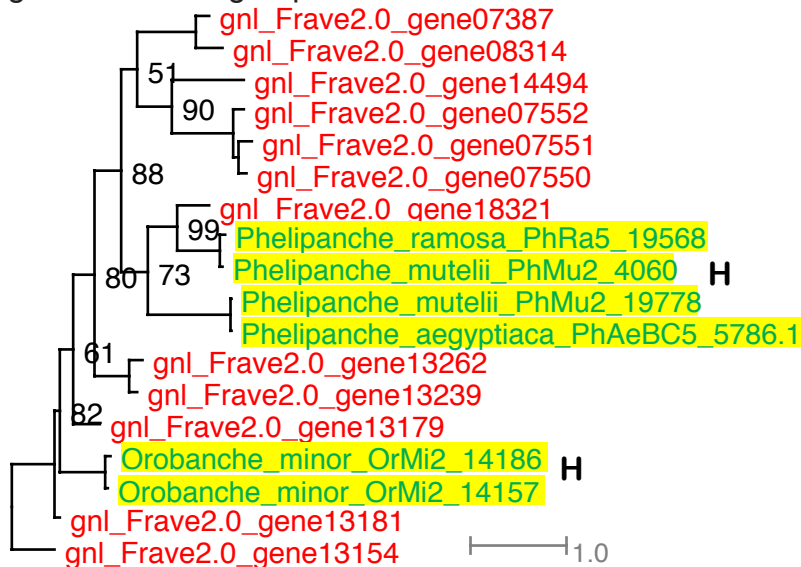 gnl_Frave2.0_gene07387
gnl_Frave2.0_gene08314
51
gnl_Frave2.0_gene14494
90
gnl_Frave2.0_gene07552
gnl_Frave2.0_gene07551
88
gnl_Frave2.0_gene07550
gnl_Frave2.0_gene18321
99
Phelipanche_ramosa_PhRa5_19568
80
73
Phelipanche_mutelii_PhMu2_4060
H
Phelipanche_mutelii_PhMu2_19778
Phelipanche_aegyptiaca_PhAeBC5_5786.1
61
gnl_Frave2.0_gene13262
gnl_Frave2.0_gene13239
82
gnl_Frave2.0_gene13179
Orobanche_minor_OrMi2_14186
H
Orobanche_minor_OrMi2_14157
gnl_Frave2.0_gene13181
gnl_Frave2.0_gene13154
1.0